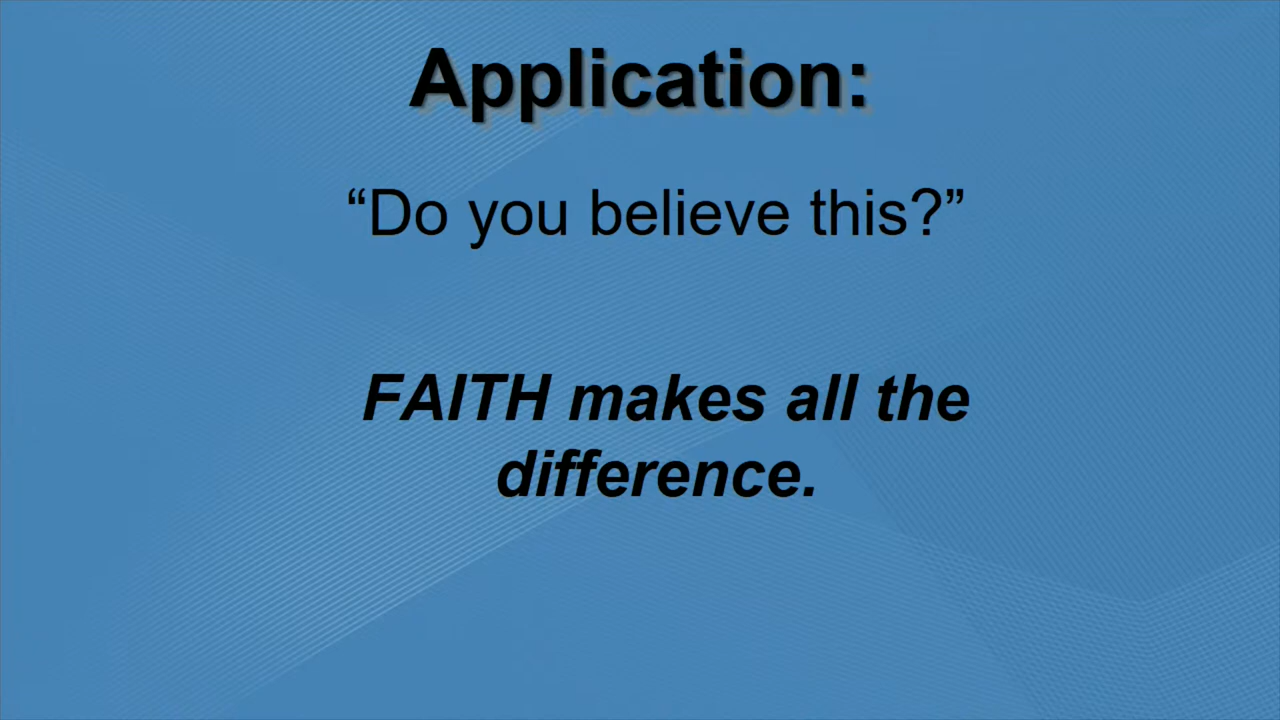 Application:
“Do you believe this?”
FAITH makes all the
difference.